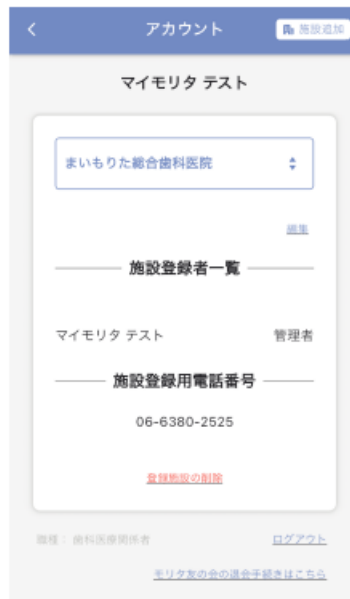 アカウント
施設追加
マイモリタ テスト
まいもりた総合歯科医院
編集
施設登録者一覧
マイモリタ テスト 管理者
施設登録用電話番号
06-6380-2525
登録施設の削除
職種： 歯科医療関係者 ログアウト
モリタ友の会の退会手続きはこちら